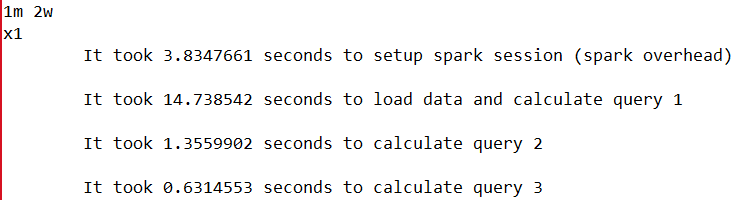 1m 2w
x1
It took 3.8347661 seconds to setup spark session (spark overhead)
It took 14.738542 seconds to load data and calculate query 1
It took 1.3559902 seconds to calculate query 2
It took 0.6314553 seconds to calculate query 3